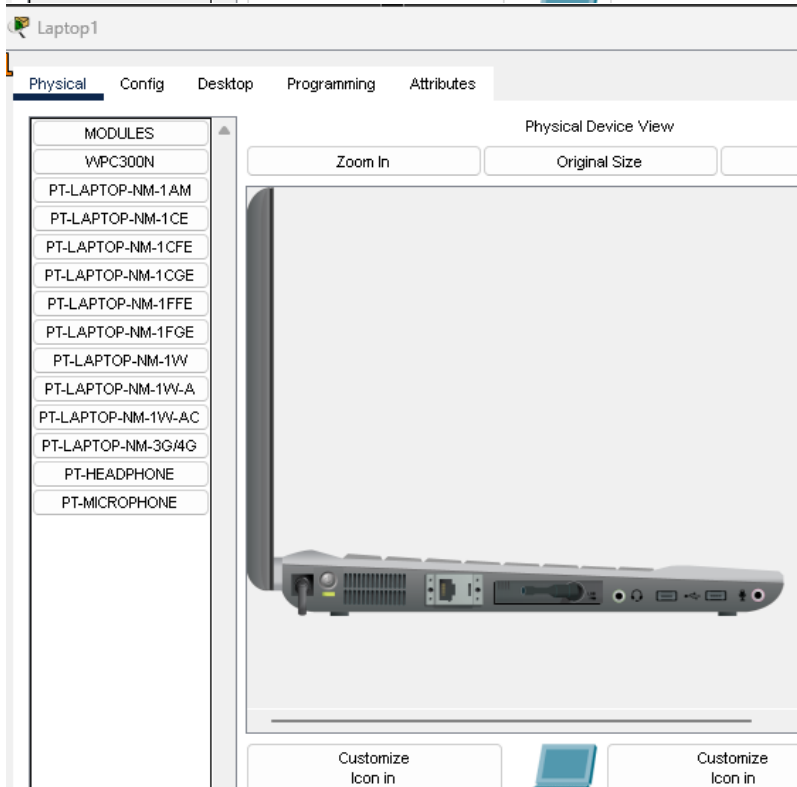 Laptop1
Physical Config Desktop Programming Attributes
MODULES
WPC300N
PT-LAPTOP-NM-1AM
PT-LAPTOP-NM-1CE
PT-LAPTOP-NM-1CFE
PT-LAPTOP-NM-1CGE
PT-LAPTOP-NM-1FFE
PT-LAPTOP-NM-1FGE
PT-LAPTOP-NM-1W
PT-LAPTOP-NM-1W-A
PT-LAPTOP-NM-1W-AC
PT-LAPTOP-NM-3G/4G
PT-HEADPHONE
PT-MICROPHONE
Physical Device View
Zoom In Original Size
Customize
Icon in
Customize
Icon in